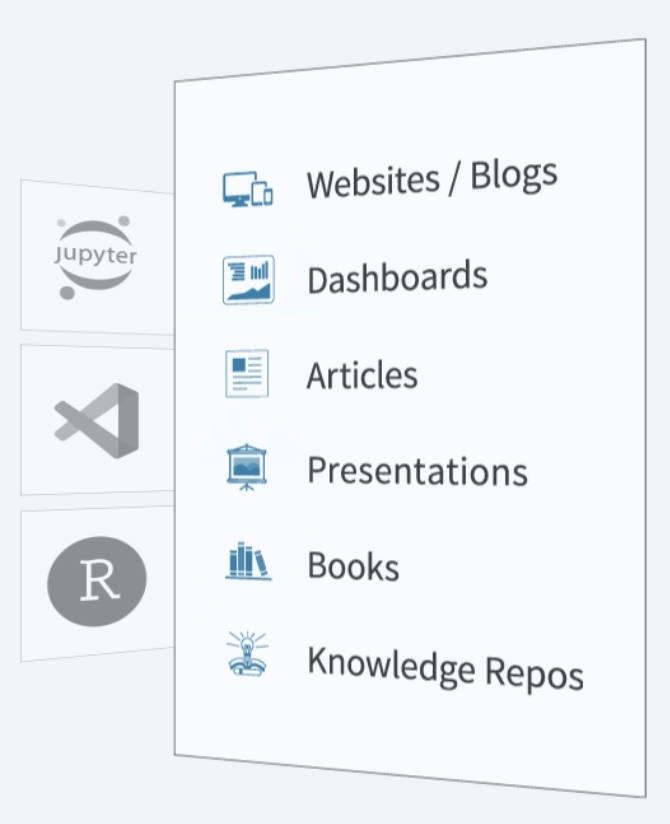 Jupyter
R
Websites / Blogs
Dashboards
Articles
Presentations
Books
Knowledge Repos